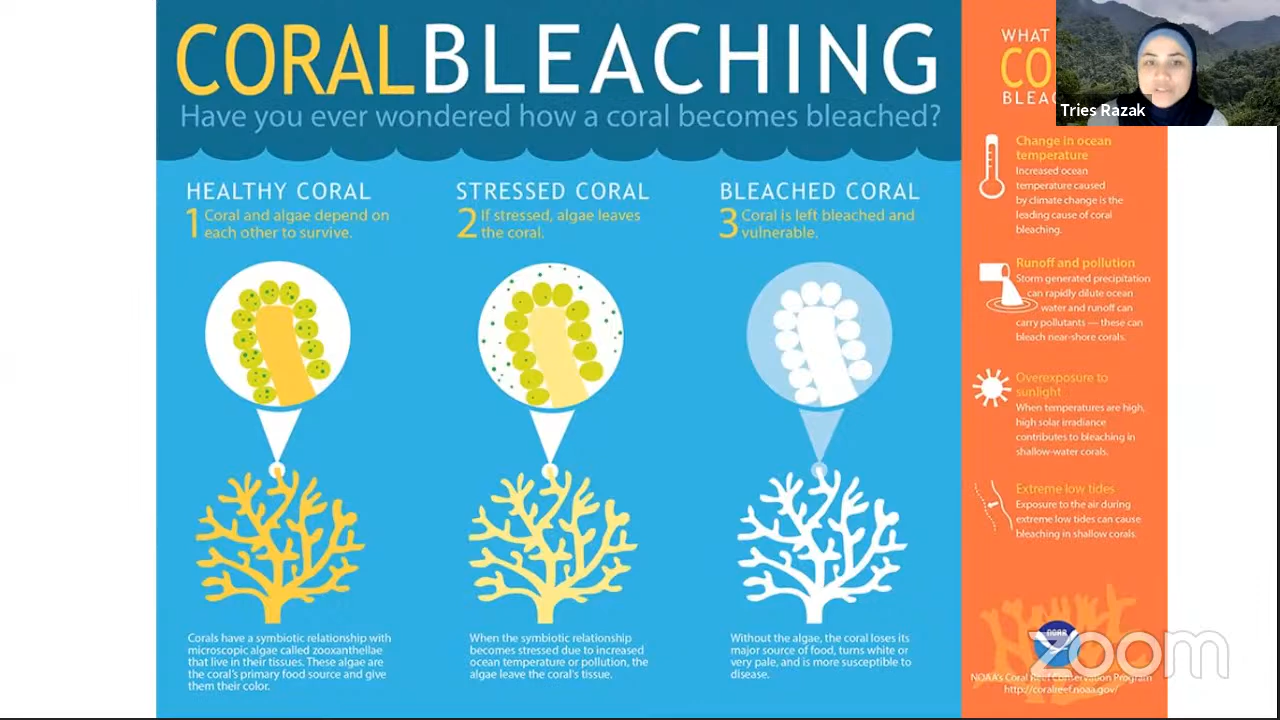 CORALBLEACHING
Have you ever wondered how a coral becomes bleached?
HEALTHY CORAL
1 Coral and algae depend on
each other to survive.
Corals have a symbiotic relationship with
microscopic algae called zooxanthellae
that live in their tissues. These algae are
the coral's primary food source and give
them their color.
STRESSED CORAL
2 If stressed, algae leaves
the coral.
When the symbiotic relationship
becomes stressed due to increased
ocean temperature or pollution, the
algae leave the coral's tissue.
BLEACHED CORAL
3 Coral is left bleached and
vulnerable.
Without the algae, the coral loses its
major source of food, turns white or
very pale, and is more susceptible to
disease.
WHAT
CO
BLEAC
Tries Razak
Change in ocean
temperature
Increased ocean
temperature caused
by climate change is the
leading cause of coral
bleaching.
Runoff and pollution
Storm generated precipitation
can rapidly dilute ocean
water and runoff can
carry pollutants — these can
bleach near-shore corals.
Overexposure to
sunlight
When temperatures are high,
high solar irradiance
contributes to bleaching in
shallow-water corals.
Extreme low tides
Exposure to the air during
extreme low tides can cause
bleaching in shallow corals.
NOAA
zoom
NOAA's Coral Reef Conservation Program
http://coralreef.noaa.gov/